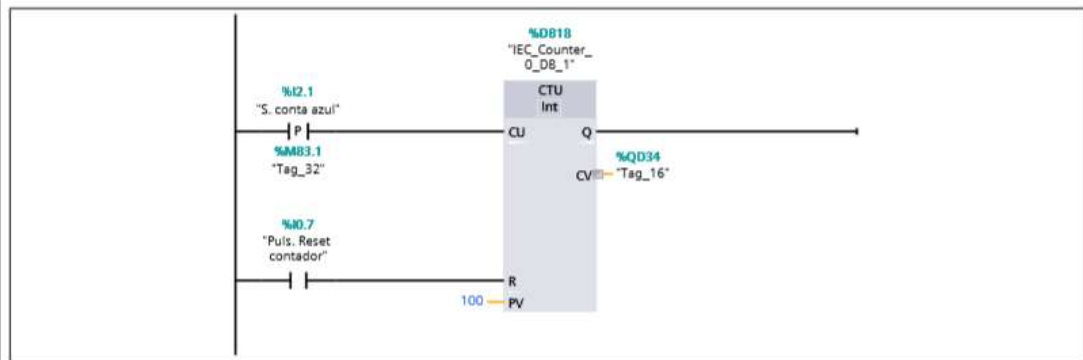 %DB18
"IEC_Counter_
0_DB_1"
CTU
Int
%I2.1
"S. conta azul"
P
CU
Q
%M83.1
"Tag_32"
%QD34
CV
"Tag_16"
%I0.7
"Puls. Reset
contador"
R
100
PV